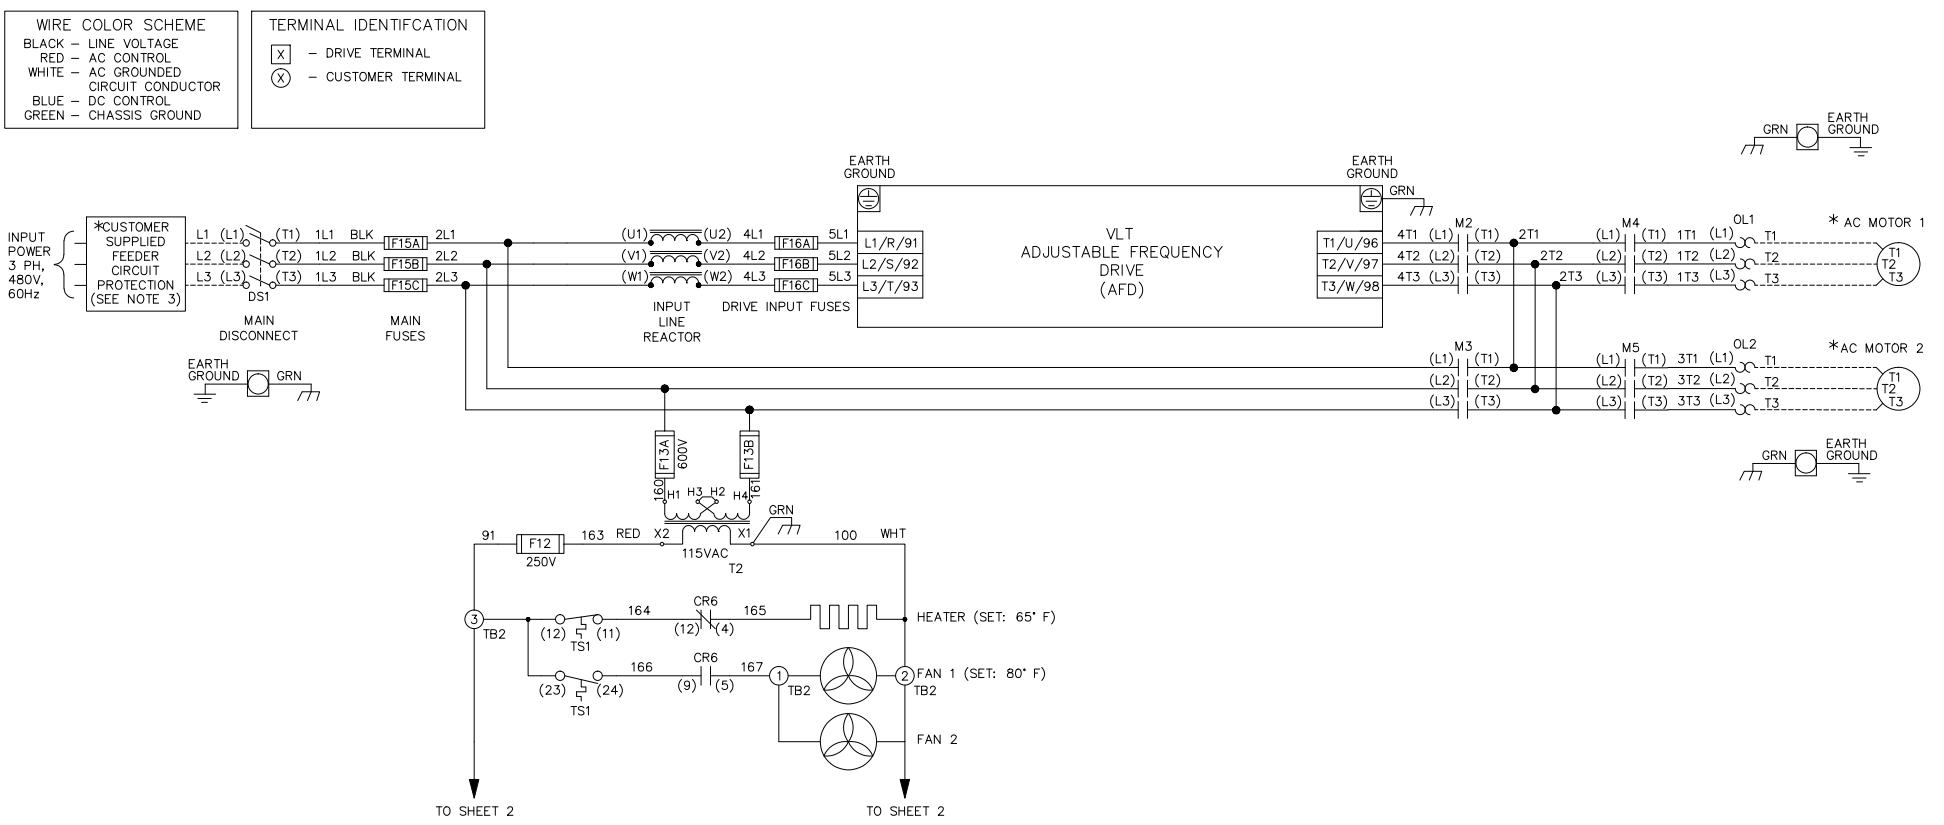 WIRE COLOR SCHEME
BLACK – LINE VOLTAGE
RED – AC CONTROL
WHITE – AC GROUNDED
CIRCUIT CONDUCTOR
BLUE – DC CONTROL
GREEN – CHASSIS GROUND
TERMINAL IDENTIFCATION
X – DRIVE TERMINAL
X – CUSTOMER TERMINAL
GRN
EARTH
GROUND
EARTH
GROUND
EARTH
GROUND
GRN
INPUT
POWER
3 PH,
480V,
60Hz
*CUSTOMER
SUPPLIED
FEEDER
CIRCUIT
PROTECTION
(SEE NOTE 3)
L1 (L1) (T1) 1L1 BLK F15A 2L1
L2 (L2) (T2) 1L2 BLK F15B 2L2
L3 (L3) (T3) 1L3 BLK F15C 2L3
DS1
MAIN
DISCONNECT
MAIN
FUSES
(U1) (U2) 4L1 F16A 5L1
(V1) (V2) 4L2 F16B 5L2
(W1) (W2) 4L3 F16C 5L3
INPUT
LINE
REACTOR
DRIVE INPUT FUSES
L1/R/91
L2/S/92
L3/T/93
VLT
ADJUSTABLE FREQUENCY
DRIVE
(AFD)
T1/U/96
T2/V/97
T3/W/98
M2 M4 OL1 * AC MOTOR 1
4T1 (L1) (T1) 2T1 (L1) (T1) 1T1 (L1) T1
4T2 (L2) (T2) 2T2 (L2) (T2) 1T2 (L2) T2
4T3 (L3) (T3) 2T3 (L3) (T3) 1T3 (L3) T3
T1
T2
T3
EARTH
GROUND GRN
M3 M5 OL2 * AC MOTOR 2
(L1) (T1) (L1) (T1) 3T1 (L1) T1
(L2) (T2) (L2) (T2) 3T2 (L2) T2
(L3) (T3) (L3) (T3) 3T3 (L3) T3
T1
T2
T3
GRN
EARTH
GROUND
F13A
600V
F13B
160
161
H1 H3 H2 H4
GRN
91 F12 163 RED X2 X1 100 WHT
250V
115VAC
T2
3
TB2
(12) (11)
TS1
164
CR6
(12) (4)
165
HEATER (SET: 65° F)
(23) (24)
TS1
166
CR6
(9) (5)
167
1
TB2
2
TB2
FAN 1 (SET: 80° F)
FAN 2
TO SHEET 2
TO SHEET 2